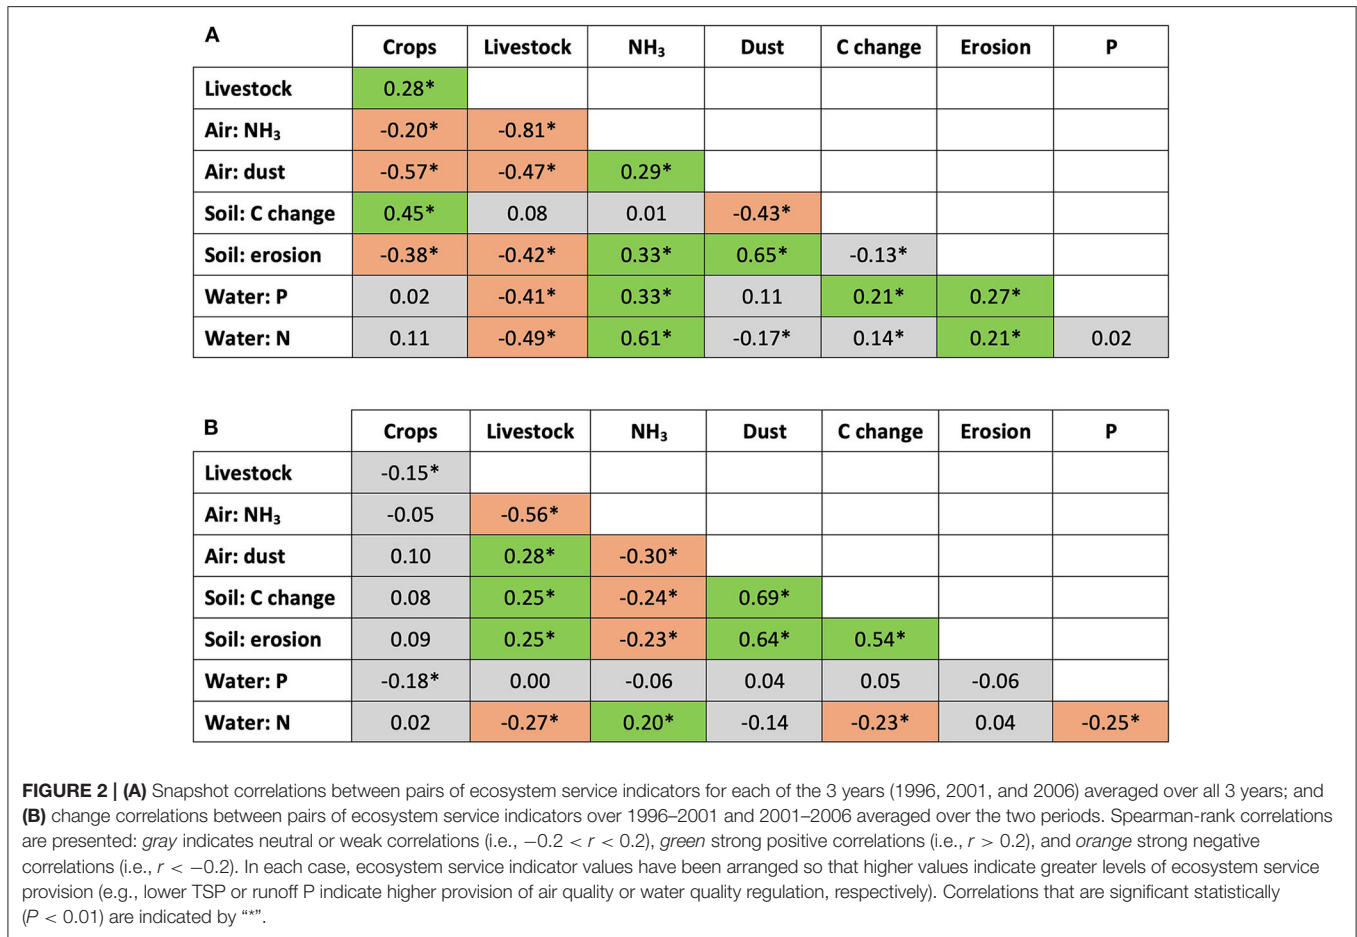 A Crops Livestock NH₃ Dust C change Erosion P
Livestock 0.28*
Air: NH₃ -0.20* -0.81*
Air: dust -0.57* -0.47* 0.29*
Soil: C change 0.45* 0.08 0.01 -0.43*
Soil: erosion -0.38* -0.42* 0.33* 0.65* -0.13*
Water: P 0.02 -0.41* 0.33* 0.11 0.21* 0.27*
Water: N 0.11 -0.49* 0.61* -0.17* 0.14* 0.21* 0.02
B Crops Livestock NH₃ Dust C change Erosion P
Livestock -0.15*
Air: NH₃ -0.05 -0.56*
Air: dust 0.10 0.28* -0.30*
Soil: C change 0.08 0.25* -0.24* 0.69*
Soil: erosion 0.09 0.25* -0.23* 0.64* 0.54*
Water: P -0.18* 0.00 -0.06 0.04 0.05 -0.06
Water: N 0.02 -0.27* 0.20* -0.14 -0.23* 0.04 -0.25*
FIGURE 2 | (A) Snapshot correlations between pairs of ecosystem service indicators for each of the 3 years (1996, 2001, and 2006) averaged over all 3 years; and
(B) change correlations between pairs of ecosystem service indicators over 1996–2001 and 2001–2006 averaged over the two periods. Spearman-rank correlations
are presented: gray indicates neutral or weak correlations (i.e., −0.2 < r < 0.2), green strong positive correlations (i.e., r > 0.2), and orange strong negative
correlations (i.e., r < −0.2). In each case, ecosystem service indicator values have been arranged so that higher values indicate greater levels of ecosystem service
provision (e.g., lower TSP or runoff P indicate higher provision of air quality or water quality regulation, respectively). Correlations that are significant statistically
(P < 0.01) are indicated by “*”.